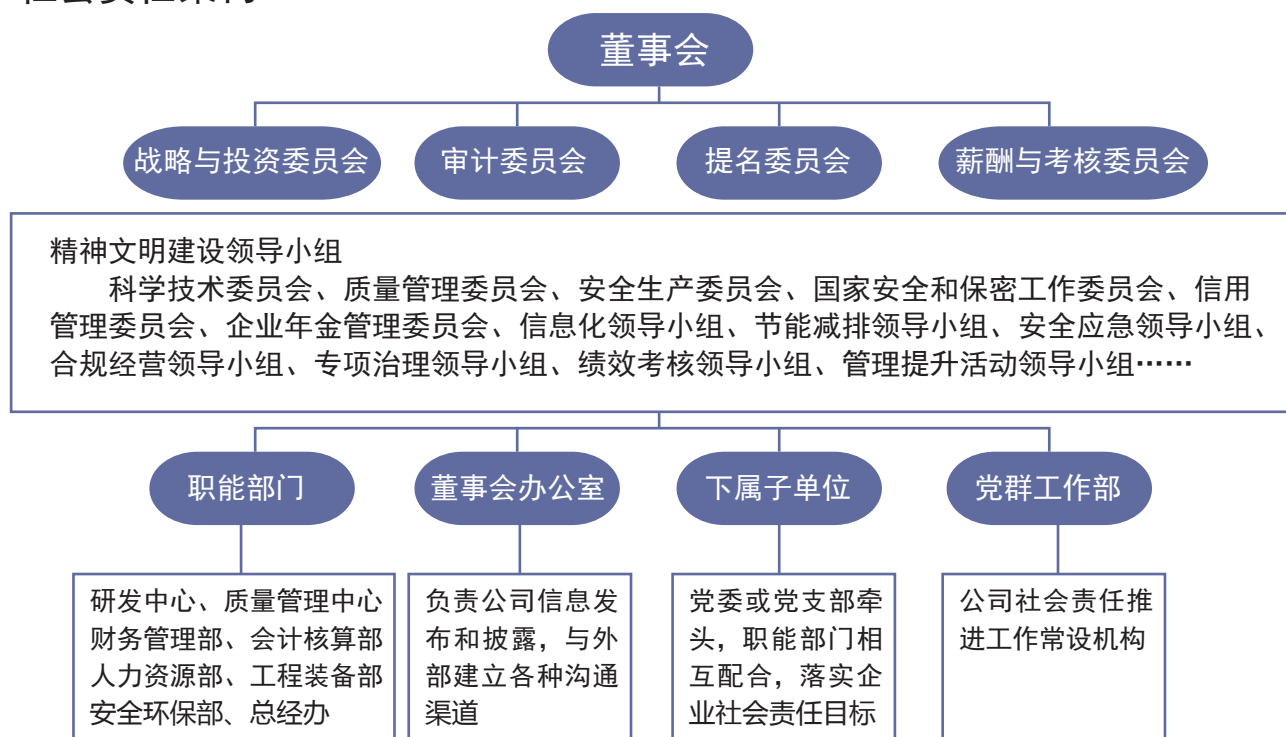 董事会
战略与投资委员会
审计委员会
提名委员会
薪酬与考核委员会
精神文明建设领导小组
科学技术委员会、质量管理委员会、安全生产委员会、国家安全和保密工作委员会、信用
管理委员会、企业年金管理委员会、信息化领导小组、节能减排领导小组、安全应急领导小组、
合规经营领导小组、专项治理领导小组、绩效考核领导小组、管理提升活动领导小组……
职能部门
董事会办公室
下属子单位
党群工作部
研发中心、质量管理中心
财务管理部、会计核算部
人力资源部、工程装备部
安全环保部、总经办
负责公司信息发
布和披露，与外
部建立各种沟通
渠道
党委或党支部牵
头，职能部门相
互配合，落实企
业社会责任目标
公司社会责任推
进工作常设机构